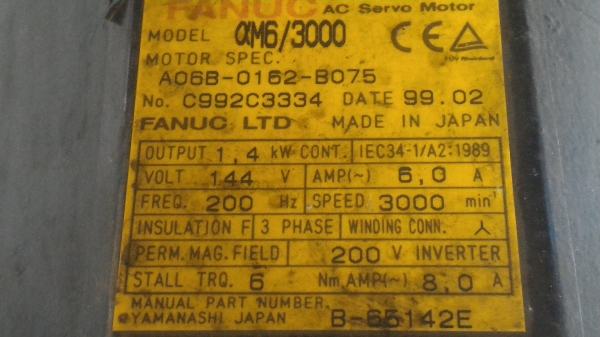 FANUC AC Servo Motor
MODEL αM6/3000
MOTOR SPEC.
A06B-0162-B075
No. C992C3334 DATE 99.02
FANUC LTD MADE IN JAPAN
OUTPUT 1,4 kW CONT. IEC34-1/A2:1989
VOLT 144 V AMP(~) 6,0 A
FREQ. 200 Hz SPEED 3000 min⁻¹
INSULATION F 3 PHASE WINDING CONN. 人
PERM. MAG. FIELD 200 V INVERTER
STALL TRQ. 6 Nm AMP(~) 8,0 A
MANUAL PART NUMBER.
YAMANASHI JAPAN B-65142E
CE
TÜV Rheinland